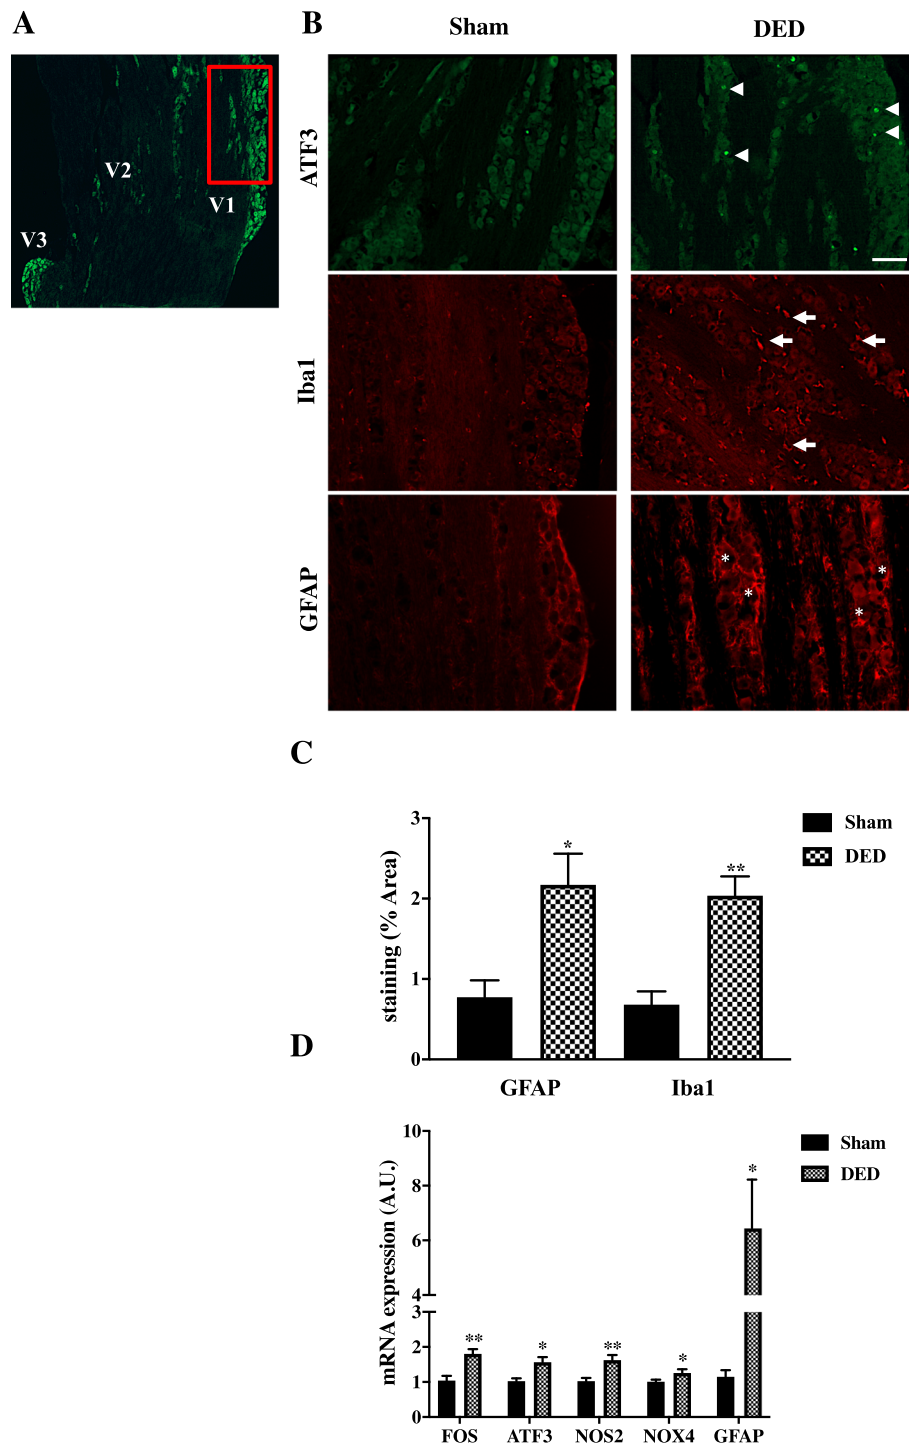 A
V2
V1
V3
B
Sham
DED
ATF3
Iba1
GFAP
*
*
*
*
C
staining (% Area)
3
2
1
0
*
**
GFAP
Iba1
Sham
DED
D
mRNA expression (A.U.)
10
8
6
4
3
2
1
0
**
*
**
*
*
FOS
ATF3
NOS2
NOX4
GFAP
Sham
DED